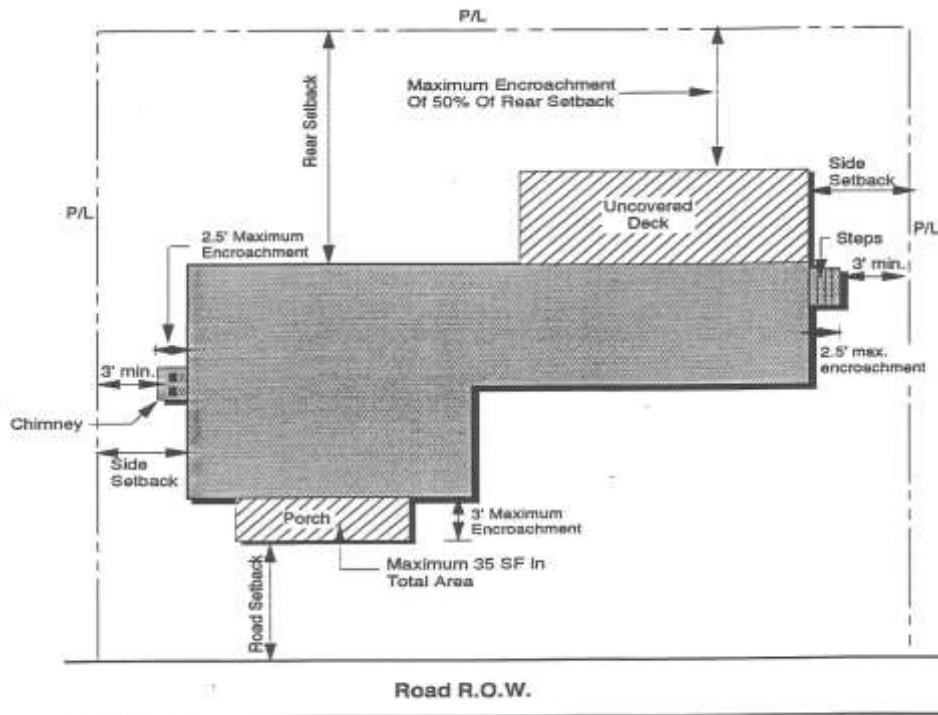 P/L
Maximum Encroachment
Of 50% Of Rear Setback
Rear Setback
Side
Setback
P/L
P/L
Uncovered
Deck
2.5' Maximum
Encroachment
Steps
3' min.
2.5' max.
encroachment
3' min.
Chimney
Side
Setback
Porch
3' Maximum
Encroachment
Maximum 35 SF In
Total Area
Road Setback
Road R.O.W.